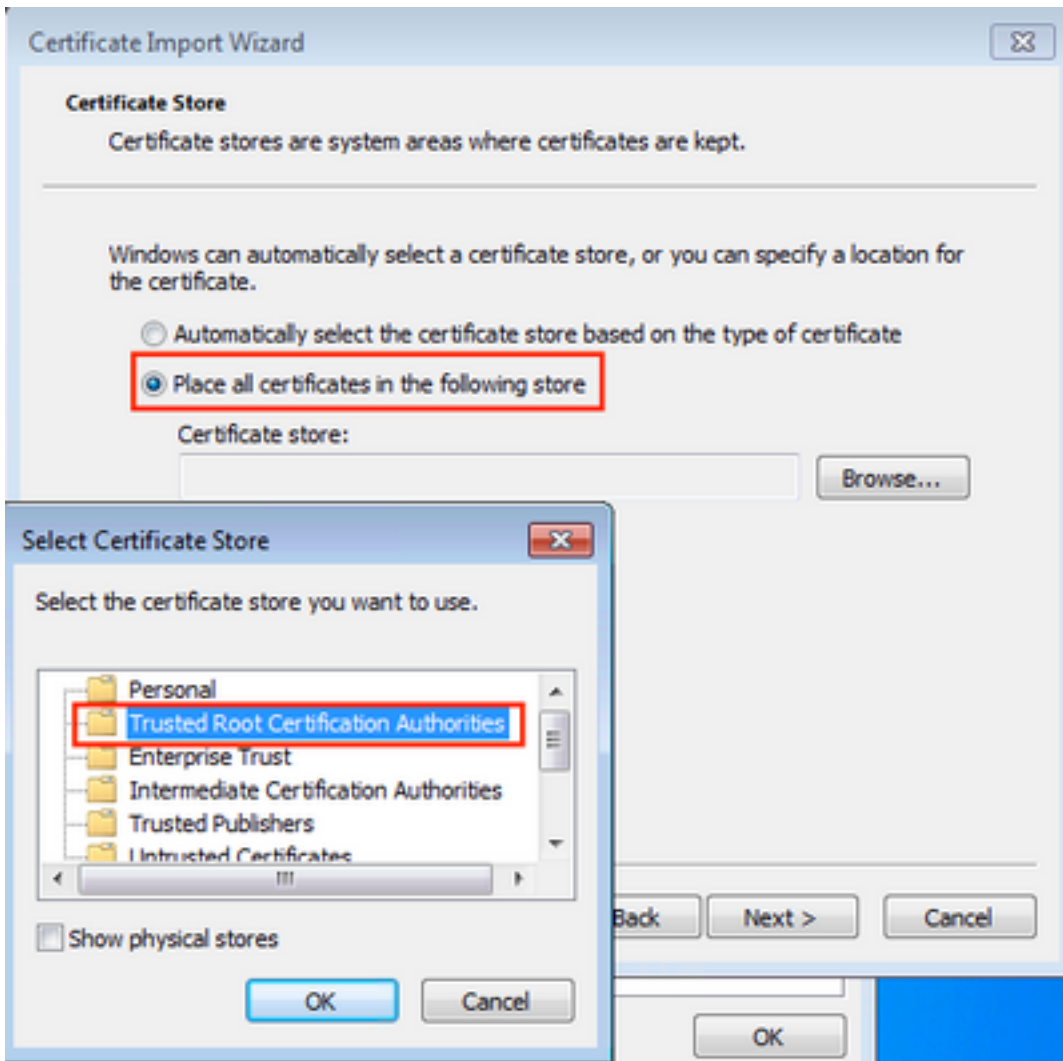 Certificate Import Wizard
Certificate Store
Certificate stores are system areas where certificates are kept.
Windows can automatically select a certificate store, or you can specify a location for
the certificate.
Automatically select the certificate store based on the type of certificate
Place all certificates in the following store
Certificate store:
Browse...
Select Certificate Store
Select the certificate store you want to use.
Personal
Trusted Root Certification Authorities
Enterprise Trust
Intermediate Certification Authorities
Trusted Publishers
Untrusted Certificates
Show physical stores
OK
Cancel
Back
Next >
Cancel
OK